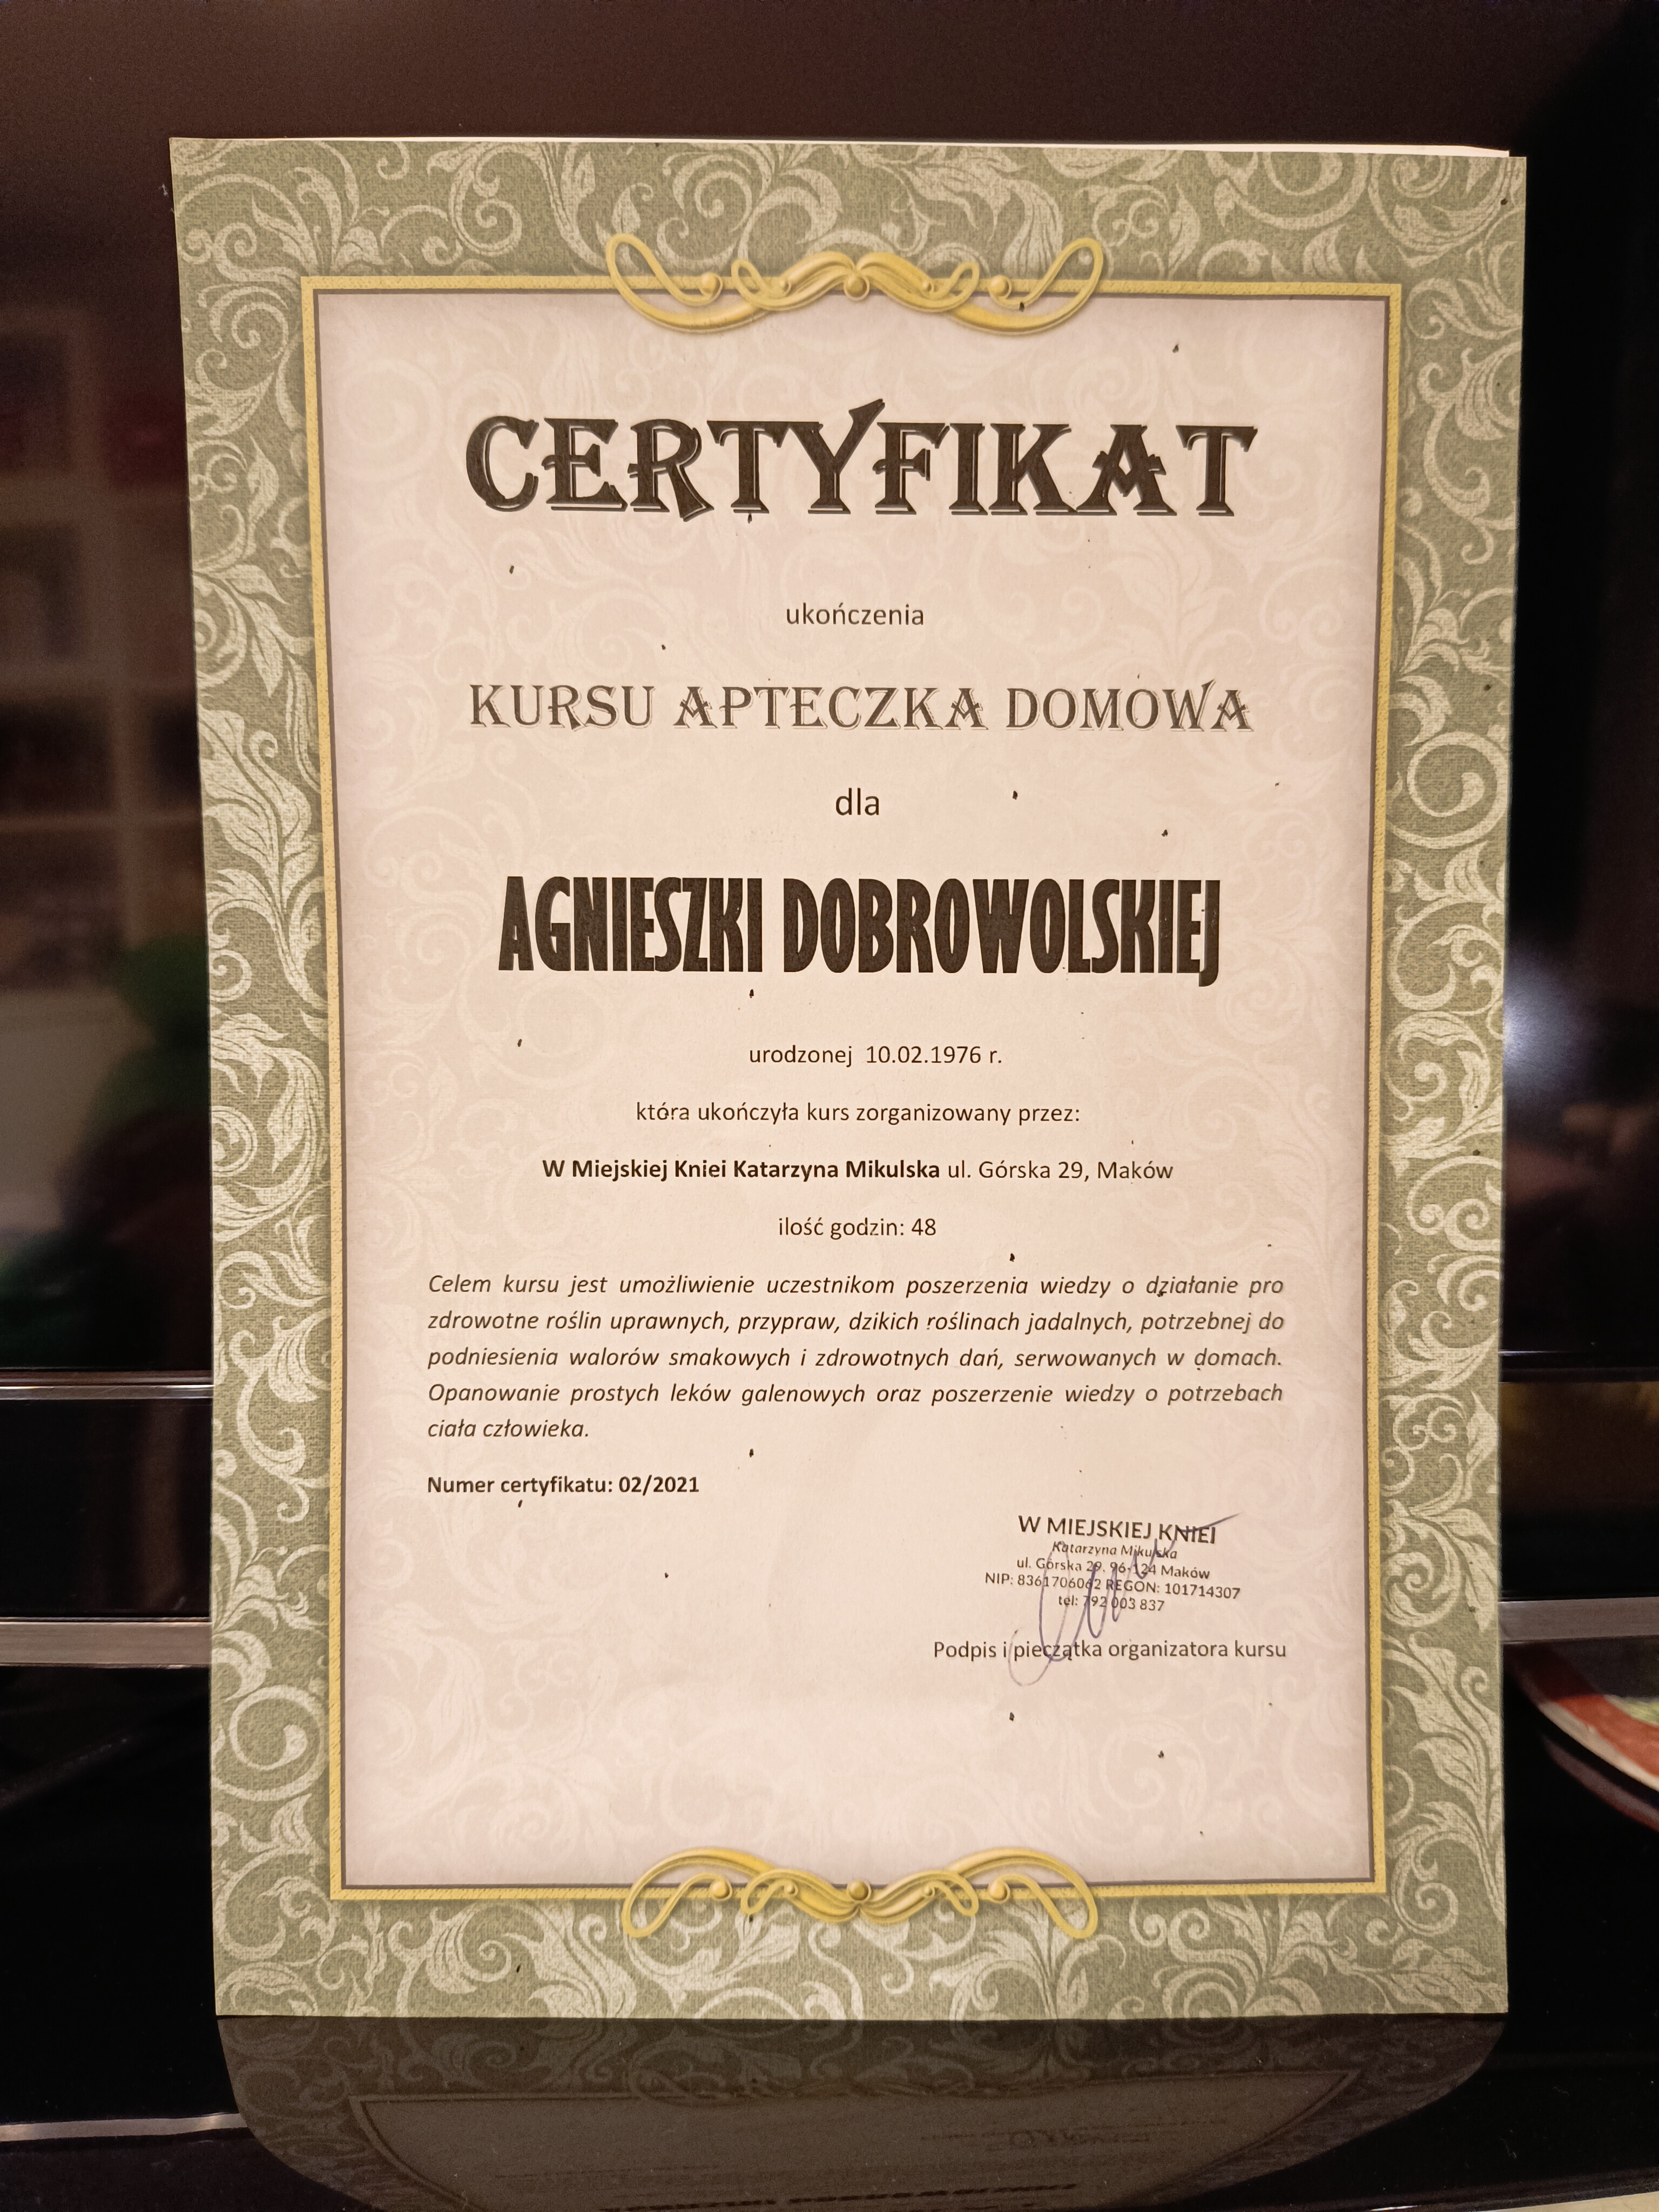 CERTYFIKAT
ukończenia
KURSU APTECZKA DOMOWA
dla
AGNIESZKI DOBROWOLSKIEJ
urodzonej 10.02.1976 r.
która ukończyła kurs zorganizowany przez:
W Miejskiej Kniei Katarzyna Mikulska ul. Górska 29, Maków
ilość godzin: 48
Celem kursu jest umożliwienie uczestnikom poszerzenia wiedzy o działanie pro
zdrowotne roślin uprawnych, przypraw, dzikich roślinach jadalnych, potrzebnej do
podniesienia walorów smakowych i zdrowotnych dań, serwowanych w domach.
Opanowanie prostych leków galenowych oraz poszerzenie wiedzy o potrzebach
ciała człowieka.
Numer certyfikatu: 02/2021
W MIEJSKIEJ KNIEI
Katarzyna Mikulska
ul. Górska 29, 96-124 Maków
NIP: 8361706062 REGON: 101714307
tel: 792 003 837
Podpis i pieczątka organizatora kursu